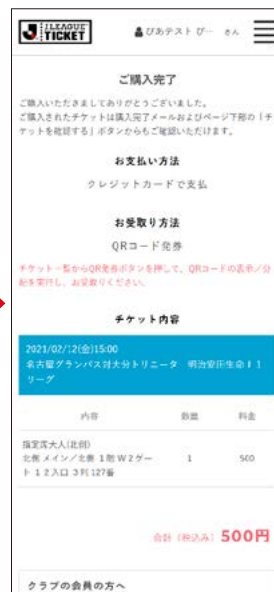 J.LEAGUE TICKET
ぴあテスト ぴ… さん
ご購入完了
ご購入いただきましてありがとうございました。
ご購入されたチケットは購入完了メールおよびページ下部の「チ
ケットを確認する」ボタンからもご確認いただけます。
お支払い方法
クレジットカードで支払
お受取り方法
QRコード発券
チケット一覧からQR発券ボタンを押して、QRコードの表示／分
配を実行し、お受取りください。
チケット内容
2021/02/12(金)15:00
名古屋グランパス対大分トリニータ 明治安田生命Ｊ１
リーグ
内容 枚数 料金
指定席大人(北側)
北側 メイン／北側 1階 W2ゲー 1 500
ト 12入口 3列 127番
合計（税込み）500円
クラブの会員の方へ